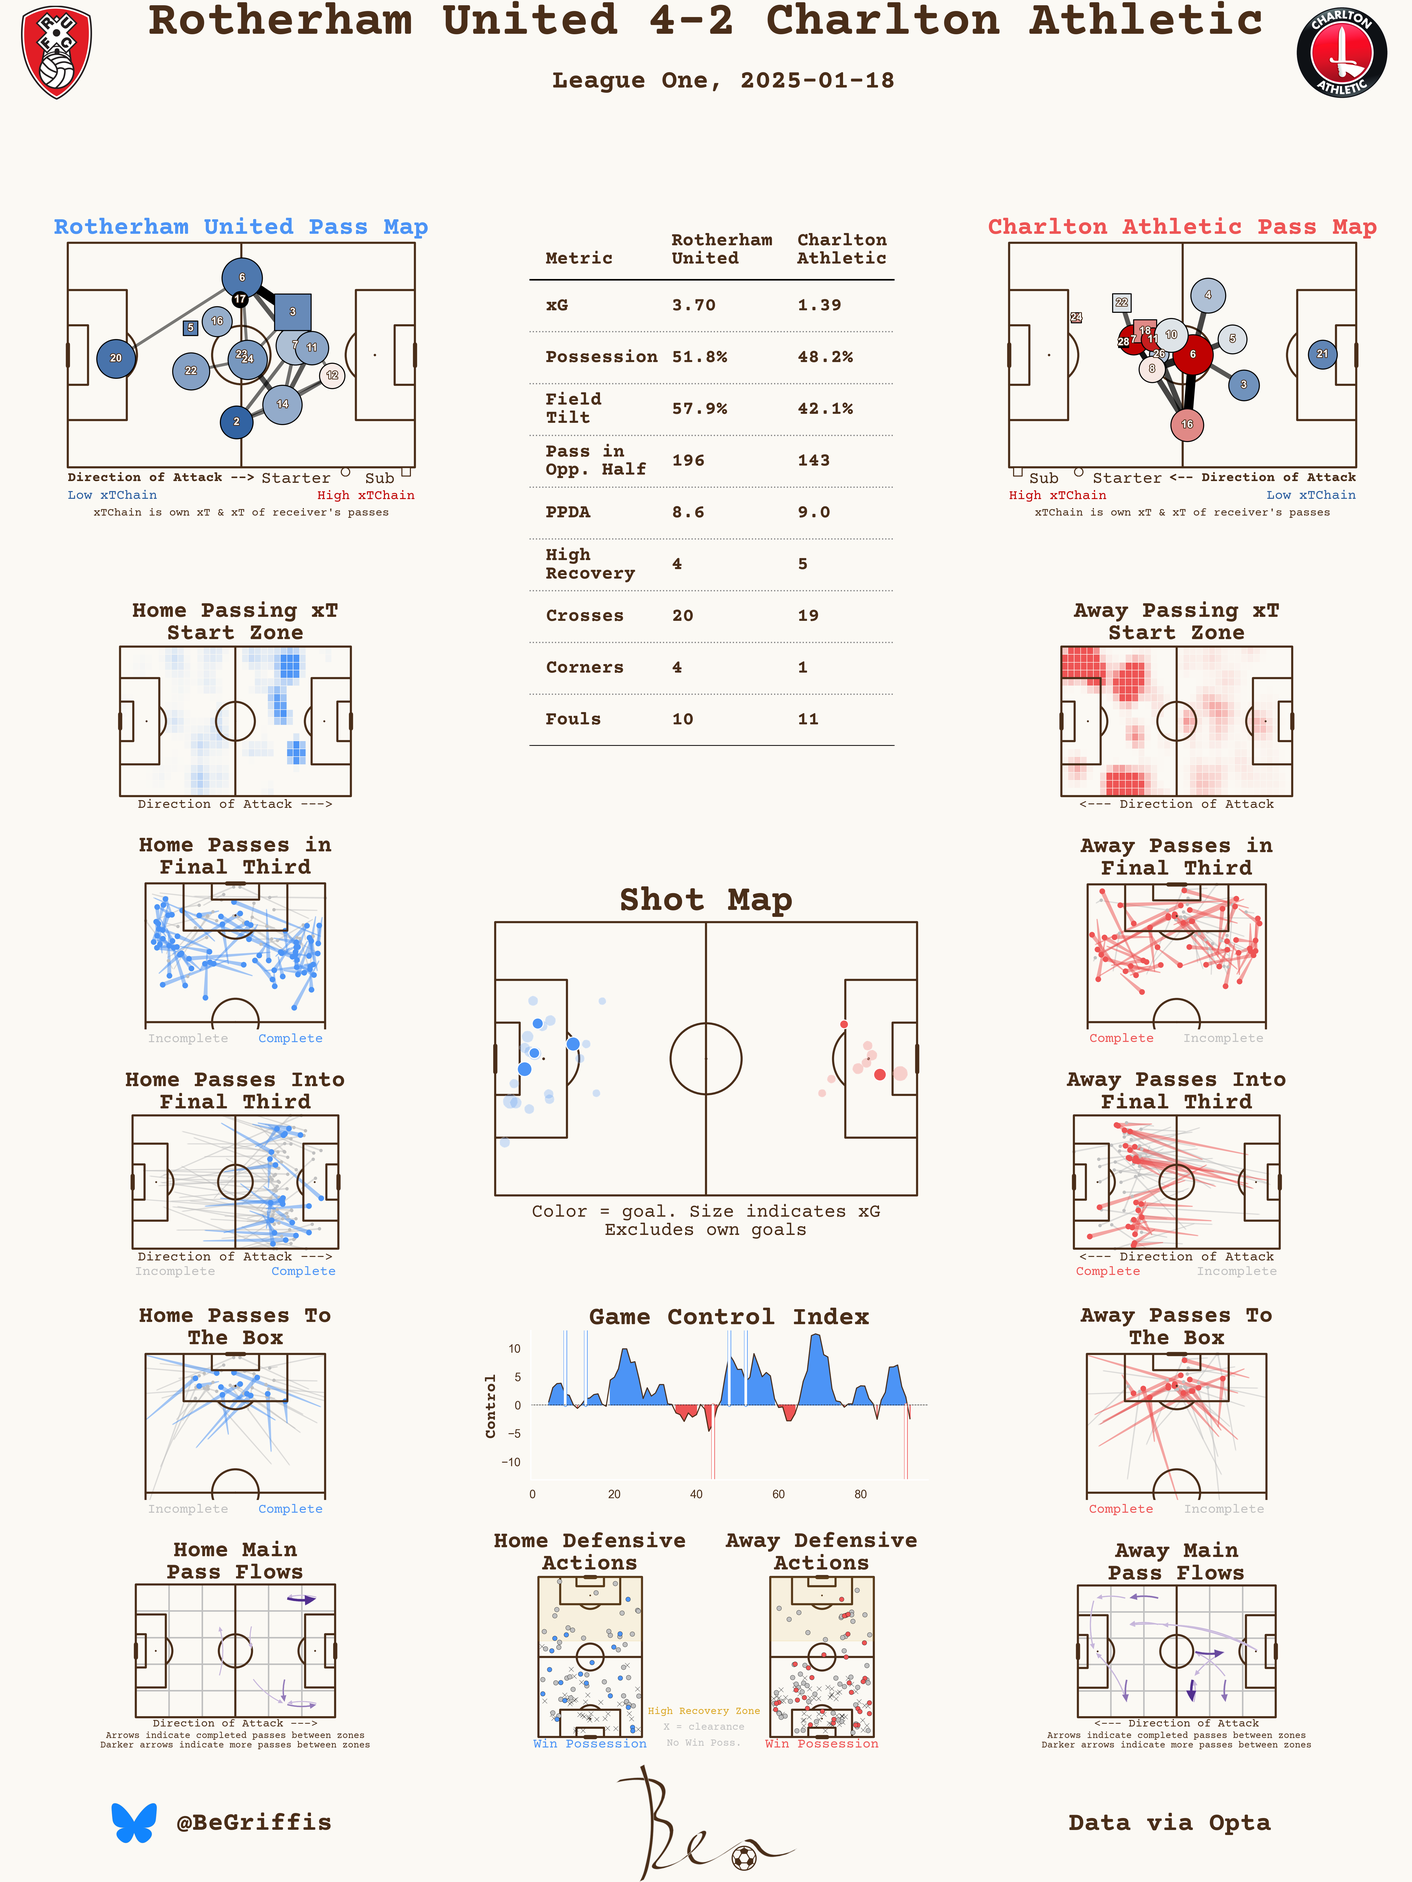 Rotherham United 4-2 Charlton Athletic
League One, 2025-01-18
CHARLTON
ATHLETIC
Rotherham United Pass Map
6
17
3
5
16
7
11
20
24
22
12
14
2
Direction of Attack --> Starter Sub
Low xTChain High xTChain
xTChain is own xT & xT of receiver's passes
Metric Rotherham United Charlton Athletic
xG 3.70 1.39
Possession 51.8% 48.2%
Field Tilt 57.9% 42.1%
Pass in Opp. Half 196 143
PPDA 8.6 9.0
High Recovery 4 5
Crosses 20 19
Corners 4 1
Fouls 10 11
Charlton Athletic Pass Map
4
22
24
18
28
7
11
10
5
26
6
21
8
3
16
Sub Starter <-- Direction of Attack
High xTChain Low xTChain
xTChain is own xT & xT of receiver's passes
Home Passing xT
Start Zone
Direction of Attack --->
Away Passing xT
Start Zone
<--- Direction of Attack
Home Passes in
Final Third
Incomplete Complete
Away Passes in
Final Third
Complete Incomplete
Shot Map
Color = goal. Size indicates xG
Excludes own goals
Home Passes Into
Final Third
Direction of Attack --->
Incomplete Complete
Away Passes Into
Final Third
<--- Direction of Attack
Complete Incomplete
Home Passes To
The Box
Incomplete Complete
Game Control Index
Control
10
5
0
−5
−10
0 20 40 60 80
Away Passes To
The Box
Complete Incomplete
Home Main
Pass Flows
Direction of Attack --->
Arrows indicate completed passes between zones
Darker arrows indicate more passes between zones
Home Defensive
Actions
Win Possession
High Recovery Zone
X = clearance
No Win Poss.
Away Defensive
Actions
Win Possession
Away Main
Pass Flows
<--- Direction of Attack
Arrows indicate completed passes between zones
Darker arrows indicate more passes between zones
@BeGriffis
Ben
Data via Opta